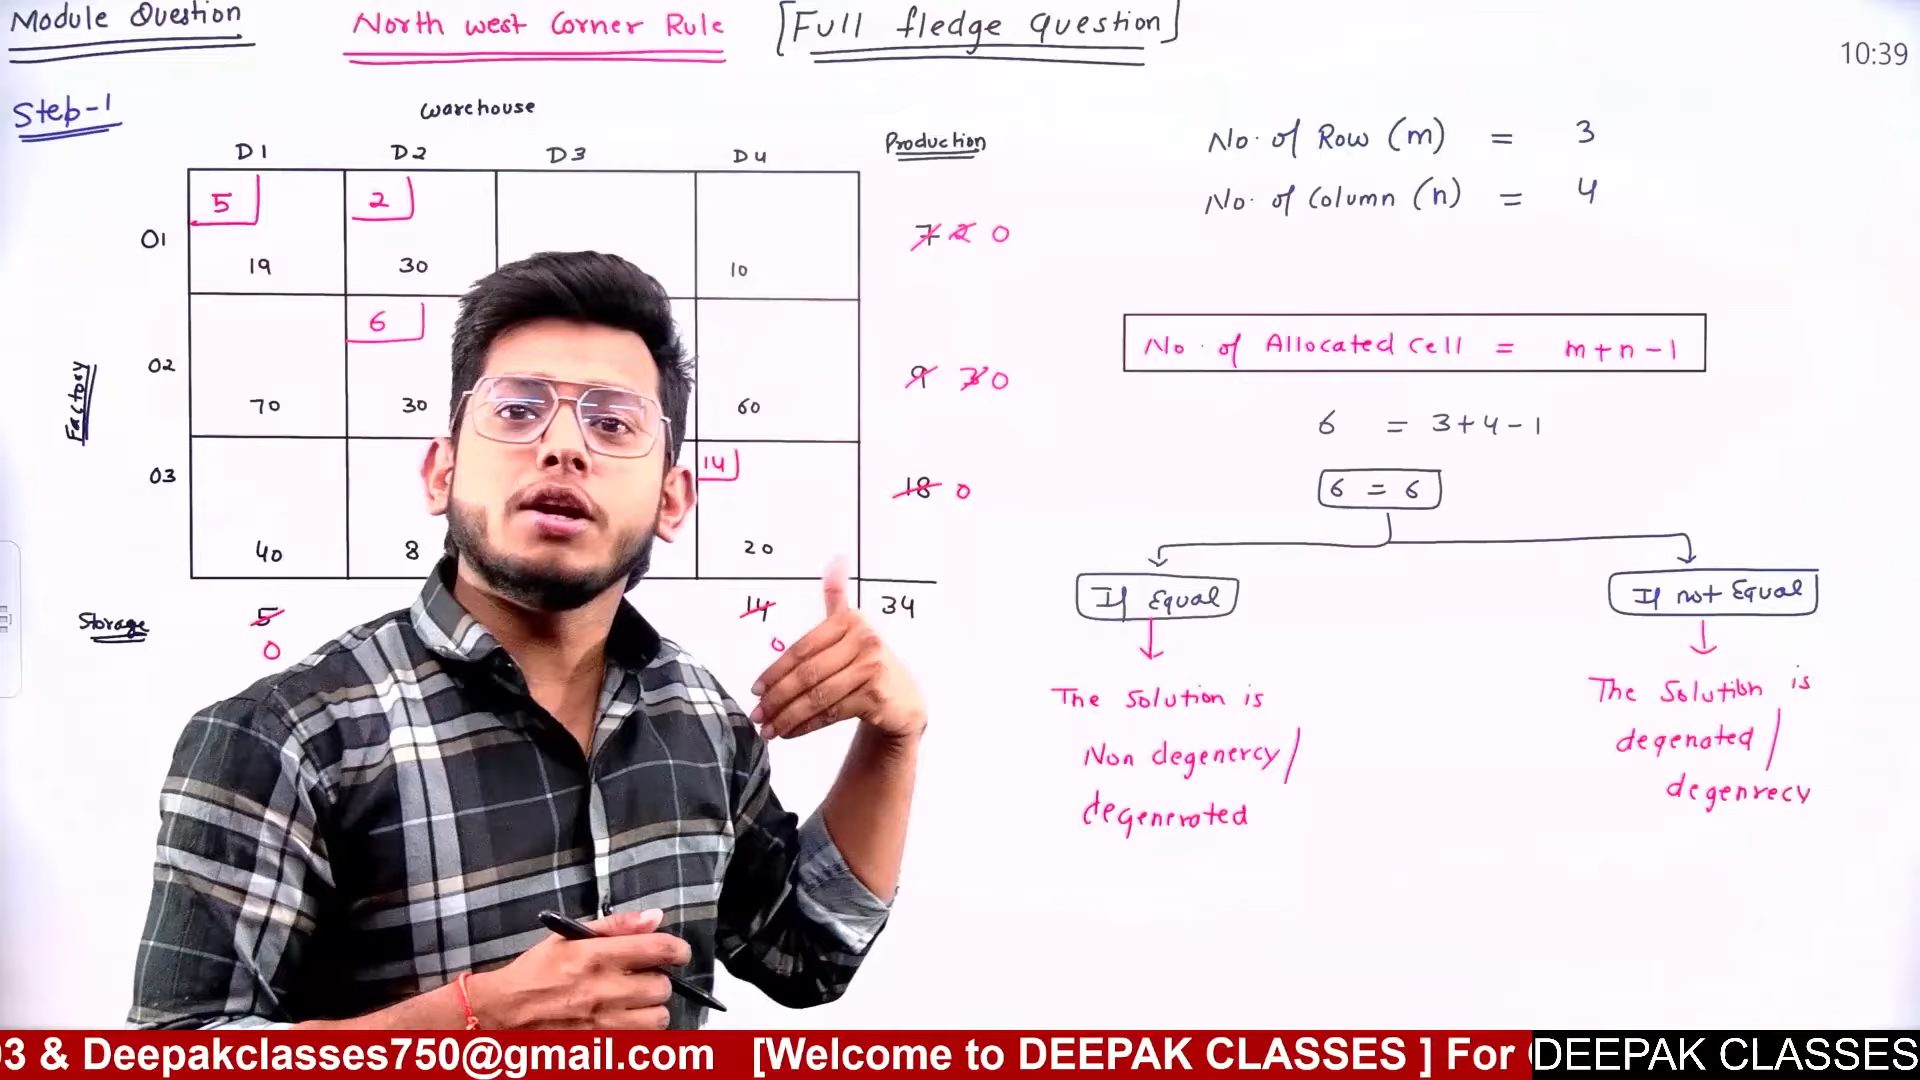 Module Question North west Corner Rule [Full fledge question]
10:39
Step-1
Warehouse
D1 D2 D3 D4 Production
5 2
O1 7 2 0
19 30 10
6
O2 9 3 0
70 30 60
14
O3 18 0
40 8 20
Factory
Storage 5 14 34
0 0
No. of Row (m) = 3
No. of Column (n) = 4
No. of Allocated cell = m+n-1
6 = 3+4-1
6 = 6
If Equal If not Equal
The Solution is
Non degenercy/
degenerated
The Solution is
degenated/
degenrecy
03 & Deepakclasses750@gmail.com [Welcome to DEEPAK CLASSES ] For DEEPAK CLASSES